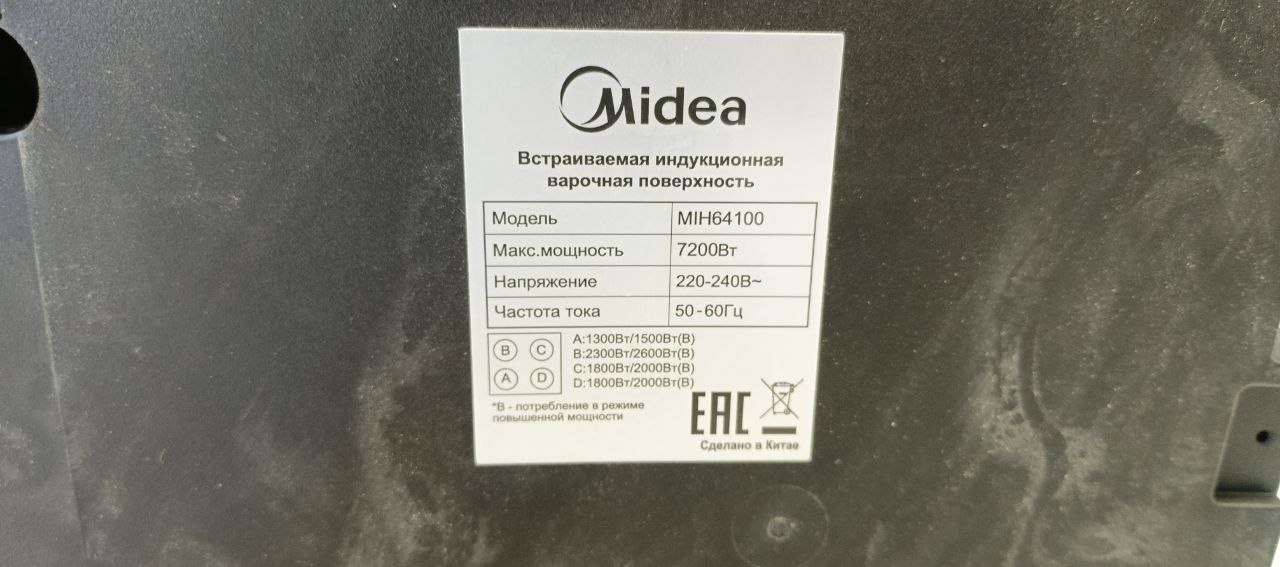 Midea
Встраиваемая индукционная
варочная поверхность
Модель MIH64100
Макс.мощность 7200Вт
Напряжение 220-240В~
Частота тока 50-60Гц
B C
A D
A:1300Вт/1500Вт(B)
B:2300Вт/2600Вт(B)
C:1800Вт/2000Вт(B)
D:1800Вт/2000Вт(B)
*B - потребление в режиме
повышенной мощности
EAC
Сделано в Китае